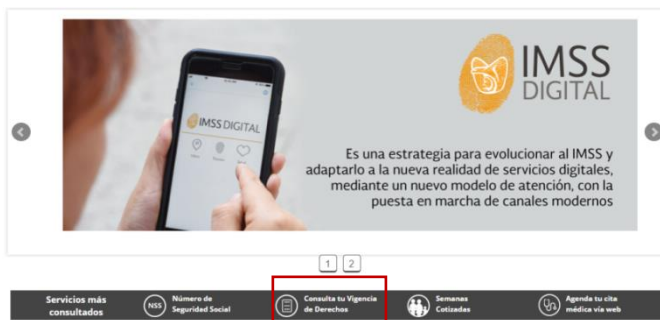 IMSS
DIGITAL
IMSS DIGITAL
Es una estrategia para evolucionar al IMSS y
adaptarlo a la nueva realidad de servicios digitales,
mediante un nuevo modelo de atención, con la
puesta en marcha de canales modernos
1 2
Servicios más
consultados
NSS
Número de
Seguridad Social
Consulta tu Vigencia
de Derechos
Semanas
Cotizadas
Agenda tu cita
médica vía web